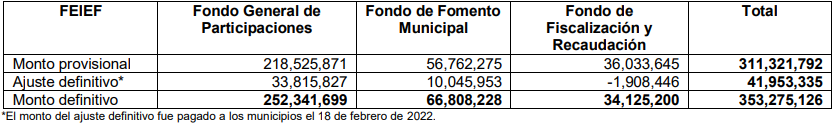 FEIEF Fondo General de Participaciones Fondo de Fomento Municipal Fondo de Fiscalización y Recaudación Total
Monto provisional 218,525,871 56,762,275 36,033,645 311,321,792
Ajuste definitivo* 33,815,827 10,045,953 -1,908,446 41,953,335
Monto definitivo 252,341,699 66,808,228 34,125,200 353,275,126
*El monto del ajuste definitivo fue pagado a los municipios el 18 de febrero de 2022.